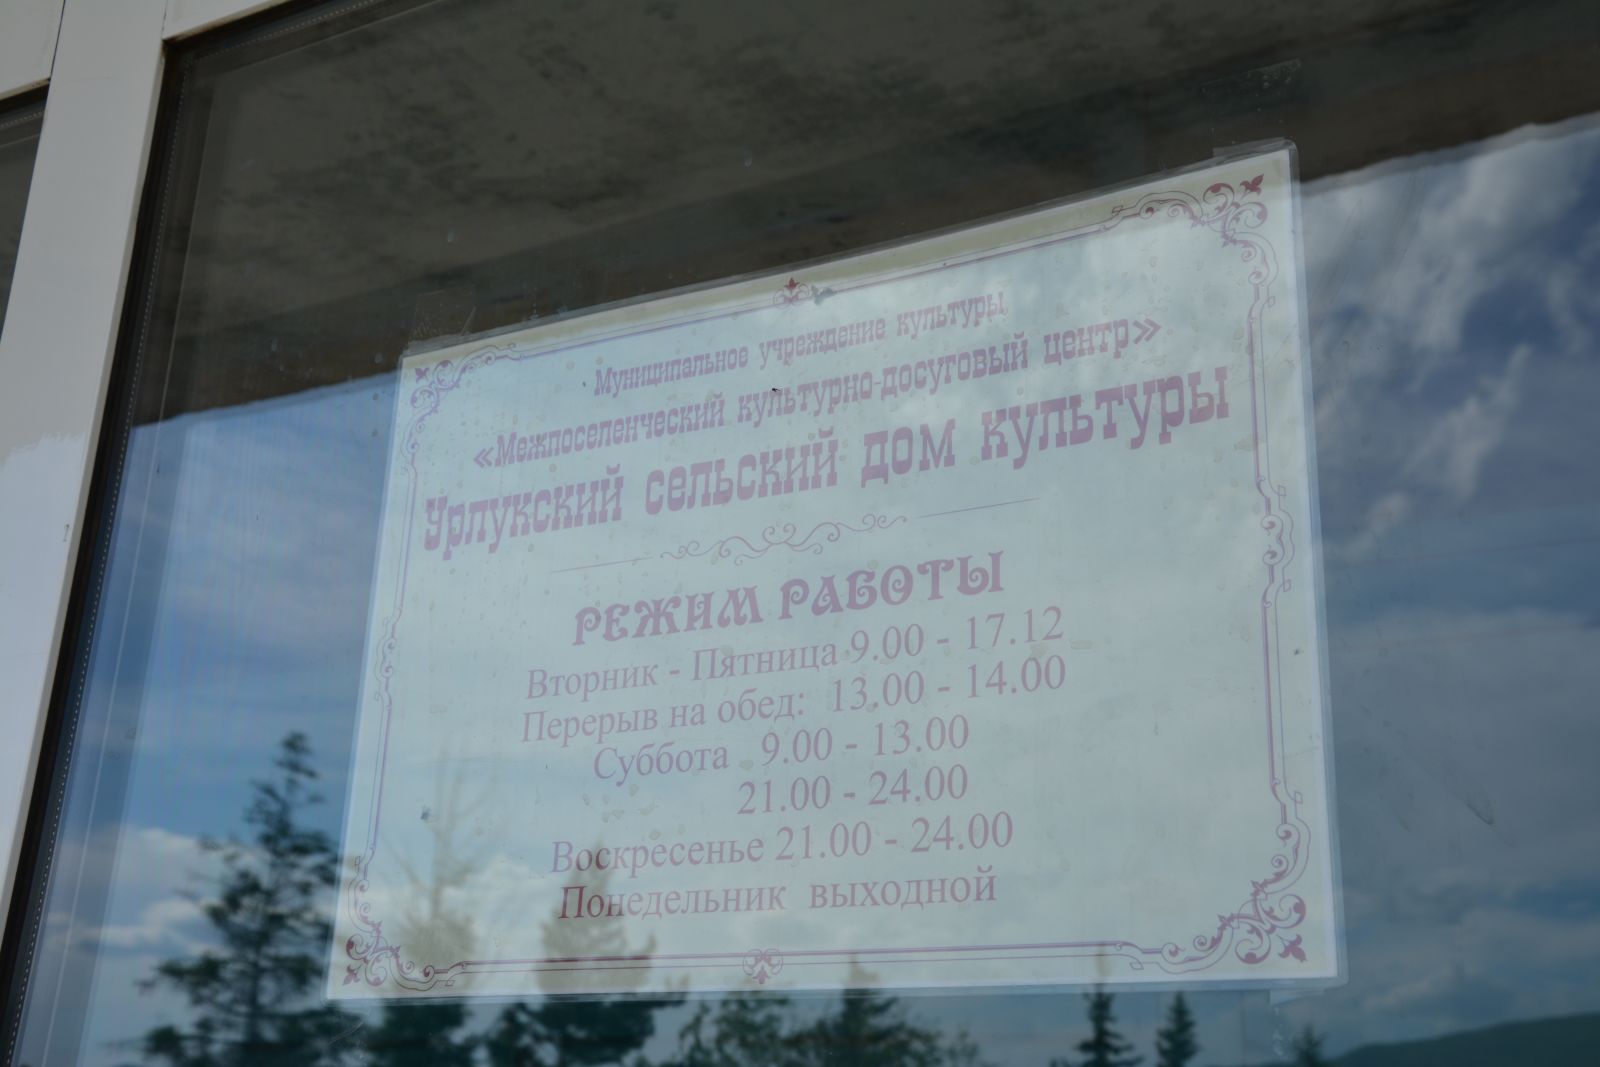 Муниципальное учреждение культуры
«Межпоселенческий культурно-досуговый центр»
Урлукский сельский дом культуры
РЕЖИМ РАБОТЫ
Вторник - Пятница 9.00 - 17.12
Перерыв на обед: 13.00 - 14.00
Суббота 9.00 - 13.00
21.00 - 24.00
Воскресенье 21.00 - 24.00
Понедельник выходной